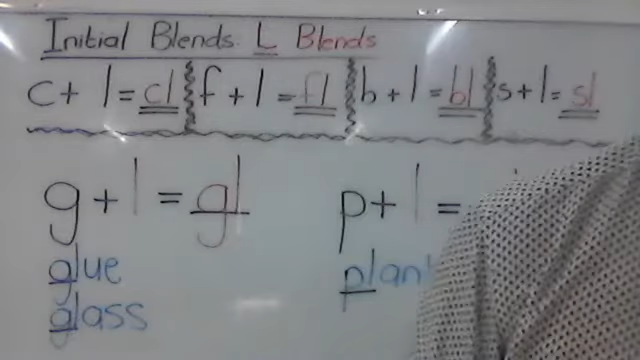 Initial Blends. L Blends
c + l = cl f + l = fl b + l = bl s + l = sl
g + l = gl p + l =
glue plant
glass